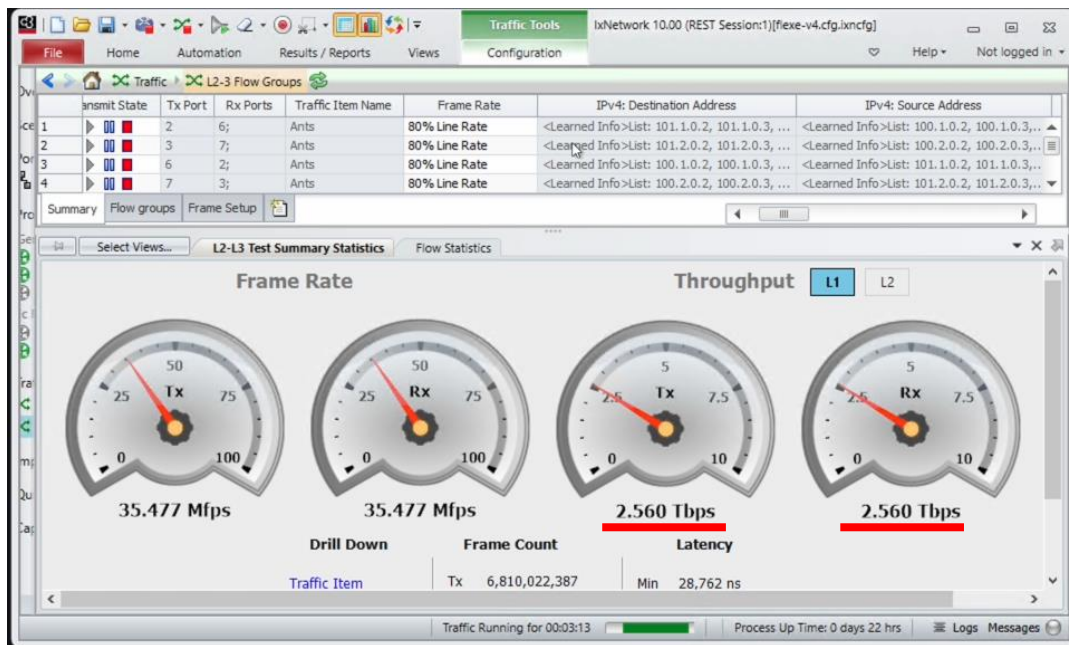 Traffic Tools
IxNetwork 10.00 (REST Session:1)[flexe-v4.cfg.ixncfg]
File Home Automation Results / Reports Views Configuration Help Not logged in
Traffic L2-3 Flow Groups
ansmit State Tx Port Rx Ports Traffic Item Name Frame Rate IPv4: Destination Address IPv4: Source Address
1 2 6; Ants 80% Line Rate <Learned Info>List: 101.1.0.2, 101.1.0.3, ... <Learned Info>List: 100.1.0.2, 100.1.0.3,...
2 3 7; Ants 80% Line Rate <Learned Info>List: 101.2.0.2, 101.2.0.3, ... <Learned Info>List: 100.2.0.2, 100.2.0.3,...
3 6 2; Ants 80% Line Rate <Learned Info>List: 100.1.0.2, 100.1.0.3, ... <Learned Info>List: 101.1.0.2, 101.1.0.3,...
4 7 3; Ants 80% Line Rate <Learned Info>List: 100.2.0.2, 100.2.0.3, ... <Learned Info>List: 101.2.0.2, 101.2.0.3,...
Summary Flow groups Frame Setup
Select Views... L2-L3 Test Summary Statistics Flow Statistics
Frame Rate Throughput L1 L2
50 50 5 5
25 Tx 75 25 Rx 75 2.5 Tx 7.5 2.5 Rx 7.5
0 100 0 100 0 10 0 10
35.477 Mfps 35.477 Mfps 2.560 Tbps 2.560 Tbps
Drill Down Frame Count Latency
Traffic Item Tx 6,810,022,387 Min 28,762 ns
Traffic Running for 00:03:13 Process Up Time: 0 days 22 hrs Logs Messages